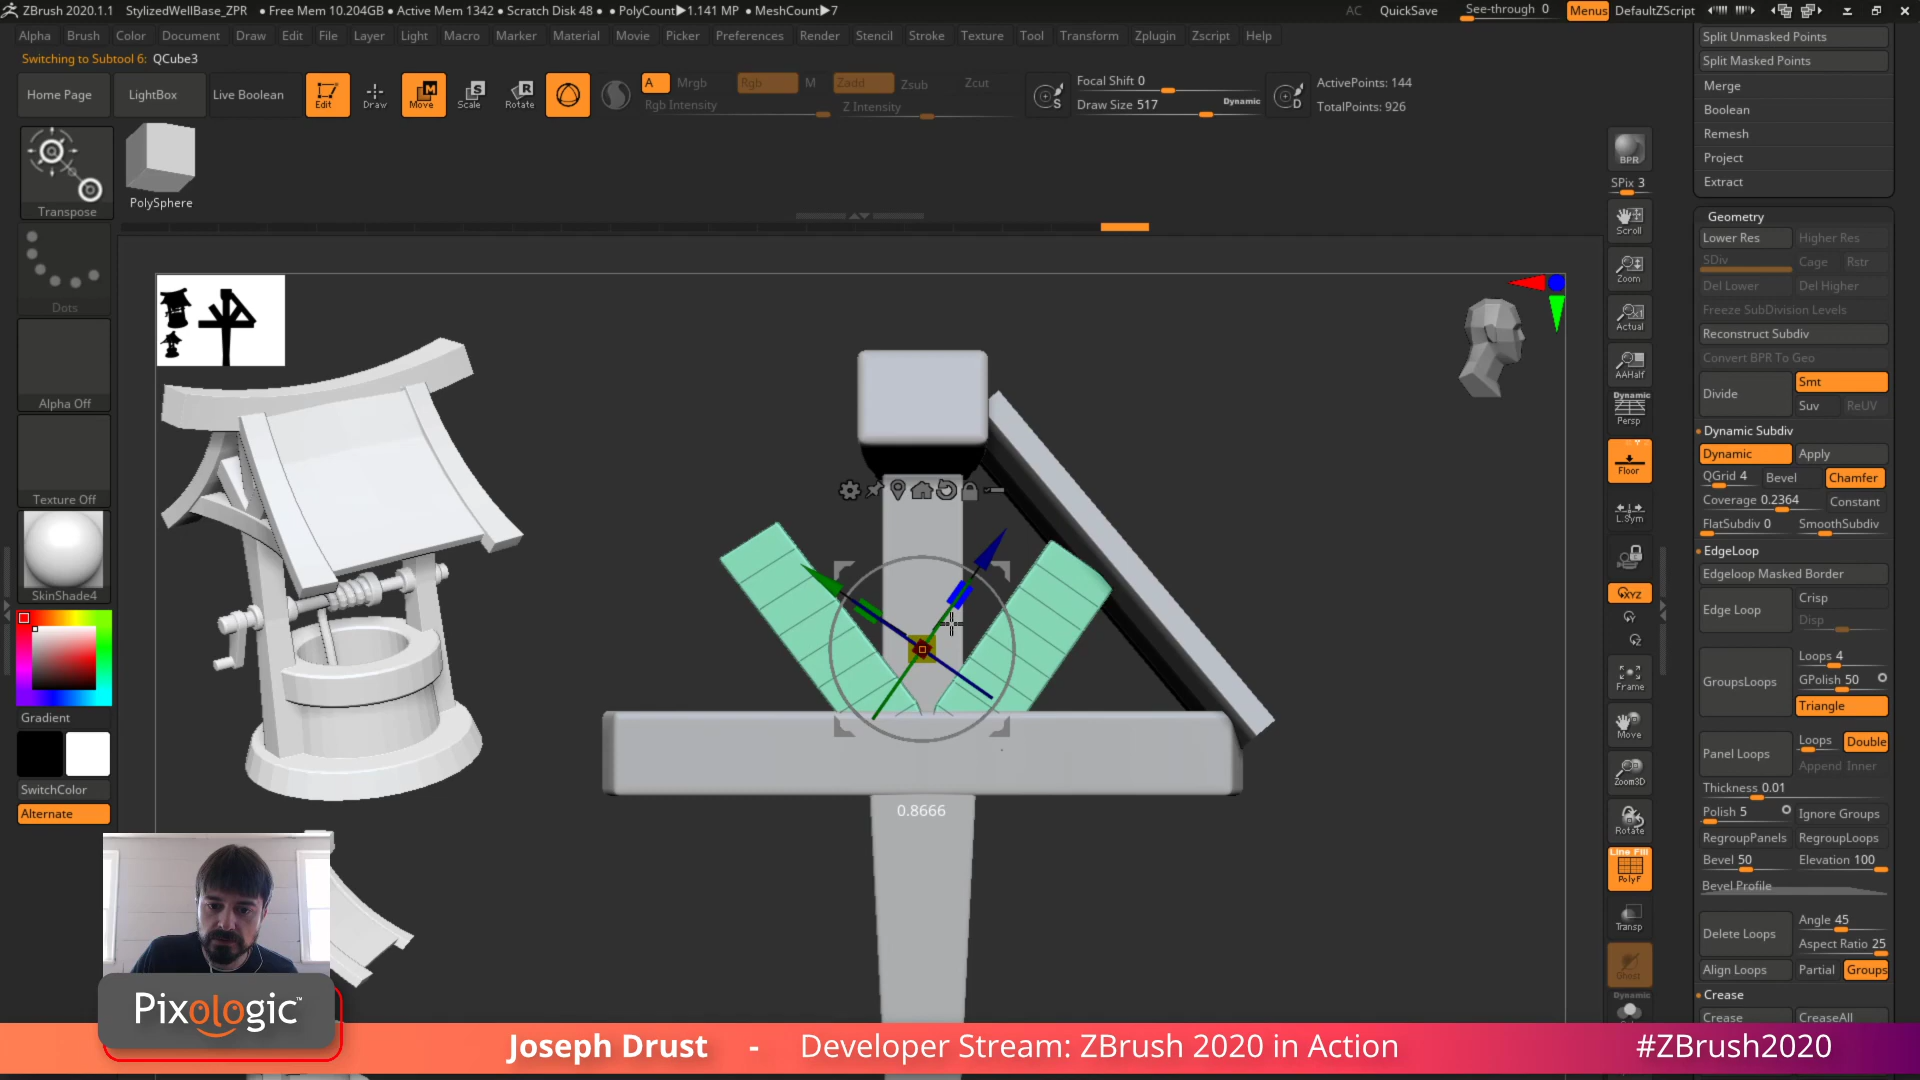 ZBrush 2020.1.1 StylizedWellBase_ZPR • Free Mem 10.204GB • Active Mem 1342 • Scratch Disk 48 • • PolyCount▶1.141 MP • MeshCount▶7
AC QuickSave See-through 0 Menus DefaultZScript
Alpha Brush Color Document Draw Edit File Layer Light Macro Marker Material Movie Picker Preferences Render Stencil Stroke Texture Tool Transform Zplugin Zscript Help
Switching to Subtool 6: QCube3
Home Page LightBox Live Boolean Edit Draw Move Scale Rotate
A Mrgb Rgb M Zadd Zsub Zcut
Rgb Intensity Z Intensity
Focal Shift 0
Draw Size 517 Dynamic
ActivePoints: 144
TotalPoints: 926
Transpose
PolySphere
Dots
Alpha Off
Texture Off
SkinShade4
Gradient
SwitchColor
Alternate
0.8666
BPR
SPix 3
Scroll
Zoom
Actual
AAHalf
Dynamic
Persp
Floor
L.Sym
XYZ
Frame
Move
Zoom3D
Rotate
Line Fill
PolyF
Transp
Ghost
Dynamic
Split Unmasked Points
Split Masked Points
Merge
Boolean
Remesh
Project
Extract
Geometry
Lower Res Higher Res
SDiv Cage Rstr
Del Lower Del Higher
Freeze SubDivision Levels
Reconstruct Subdiv
Convert BPR To Geo
Divide Smt
Suv ReUV
Dynamic Subdiv
Dynamic Apply
QGrid 4 Bevel Chamfer
Coverage 0.2364 Constant
FlatSubdiv 0 SmoothSubdiv
EdgeLoop
Edgeloop Masked Border
Edge Loop Crisp
Disp
GroupsLoops Loops 4
GPolish 50
Triangle
Panel Loops Loops Double
Append Inner
Thickness 0.01
Polish 5 Ignore Groups
RegroupPanels RegroupLoops
Bevel 50 Elevation 100
Bevel Profile
Delete Loops Angle 45
Aspect Ratio 25
Align Loops Partial Groups
Crease
Crease CreaseAll
Pixologic™
Joseph Drust - Developer Stream: ZBrush 2020 in Action #ZBrush2020